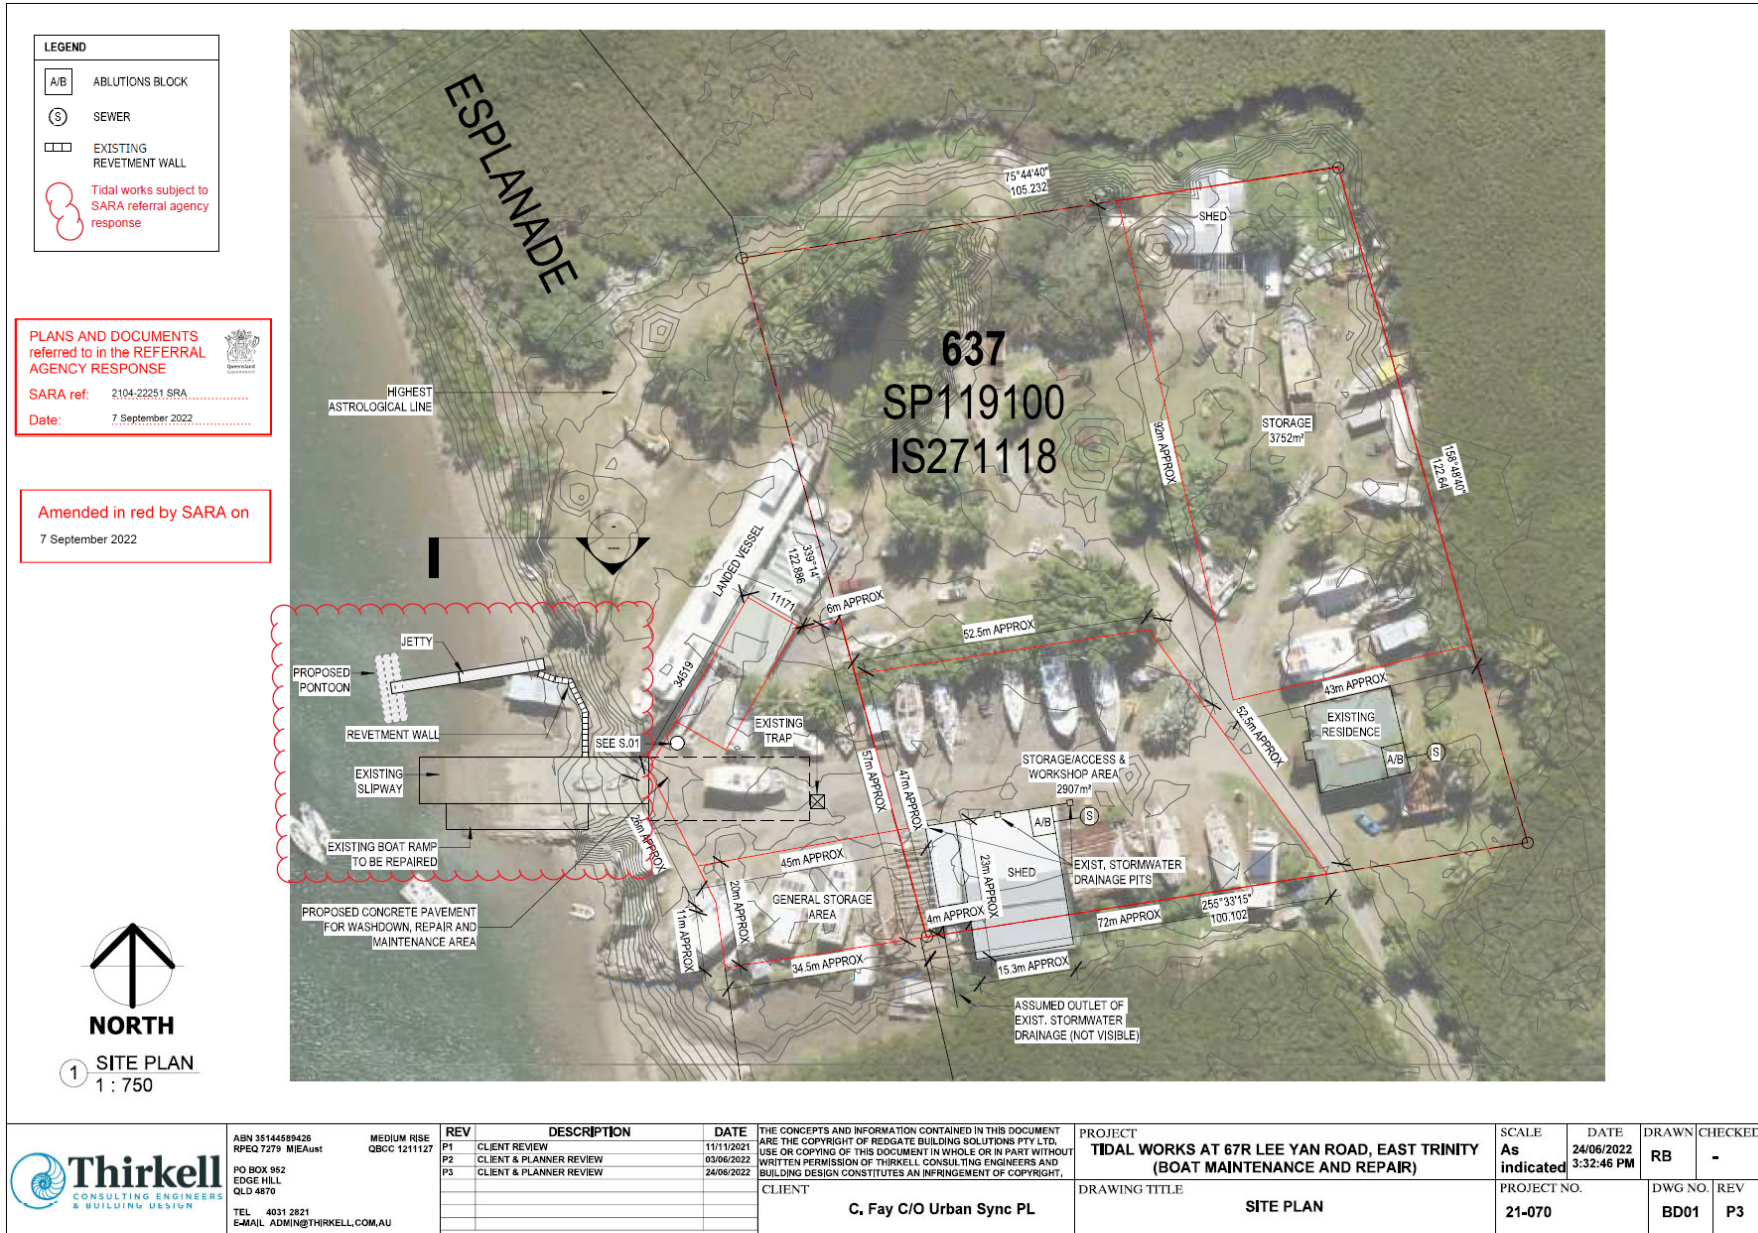 LEGEND
A/B ABLUTIONS BLOCK
S SEWER
EXISTING
REVETMENT WALL
Tidal works subject to
SARA referral agency
response
PLANS AND DOCUMENTS
referred to in the REFERRAL
AGENCY RESPONSE
Queensland
Government
SARA ref: 2104-22251 SRA
Date: 7 September 2022
Amended in red by SARA on
7 September 2022
ESPLANADE
75°44'40"
105.232
SHED
637
SP119100
IS271118
HIGHEST
ASTROLOGICAL LINE
92m APPROX
STORAGE
3752m²
158°48'40"
122.64
LANDED VESSEL
339°14'
122.886
11171
6m APPROX
52.5m APPROX
JETTY
PROPOSED
PONTOON
34519
43m APPROX
REVETMENT WALL
SEE S.01
EXISTING
TRAP
52.5m APPROX
EXISTING
RESIDENCE
A/B
S
EXISTING
SLIPWAY
57m APPROX
47m APPROX
STORAGE/ACCESS &
WORKSHOP AREA
2907m²
A/B
S
EXISTING BOAT RAMP
TO BE REPAIRED
26m APPROX
45m APPROX
SHED
23m APPROX
EXIST. STORMWATER
DRAINAGE PITS
PROPOSED CONCRETE PAVEMENT
FOR WASHDOWN, REPAIR AND
MAINTENANCE AREA
11m APPROX
20m APPROX
GENERAL STORAGE
AREA
4m APPROX
72m APPROX
255°33'15"
100.102
34.5m APPROX
15.3m APPROX
ASSUMED OUTLET OF
EXIST. STORMWATER
DRAINAGE (NOT VISIBLE)
NORTH
1 SITE PLAN
1 : 750
Thirkell
CONSULTING ENGINEERS
& BUILDING DESIGN
ABN 35144589426 MEDIUM RISE
RPEQ 7279 MIEAust QBCC 1211127
PO BOX 952
EDGE HILL
QLD 4870
TEL 4031 2821
E-MAIL ADMIN@THIRKELL.COM.AU
REV DESCRIPTION DATE
P1 CLIENT REVIEW 11/11/2021
P2 CLIENT & PLANNER REVIEW 03/06/2022
P3 CLIENT & PLANNER REVIEW 24/06/2022
THE CONCEPTS AND INFORMATION CONTAINED IN THIS DOCUMENT
ARE THE COPYRIGHT OF REDGATE BUILDING SOLUTIONS PTY LTD.
USE OR COPYING OF THIS DOCUMENT IN WHOLE OR IN PART WITHOUT
WRITTEN PERMISSION OF THIRKELL CONSULTING ENGINEERS AND
BUILDING DESIGN CONSTITUTES AN INFRINGEMENT OF COPYRIGHT.
CLIENT
C. Fay C/O Urban Sync PL
PROJECT
TIDAL WORKS AT 67R LEE YAN ROAD, EAST TRINITY
(BOAT MAINTENANCE AND REPAIR)
DRAWING TITLE
SITE PLAN
SCALE
As
indicated
DATE
24/06/2022
3:32:46 PM
DRAWN
RB
CHECKED
-
PROJECT NO.
21-070
DWG NO.
BD01
REV
P3